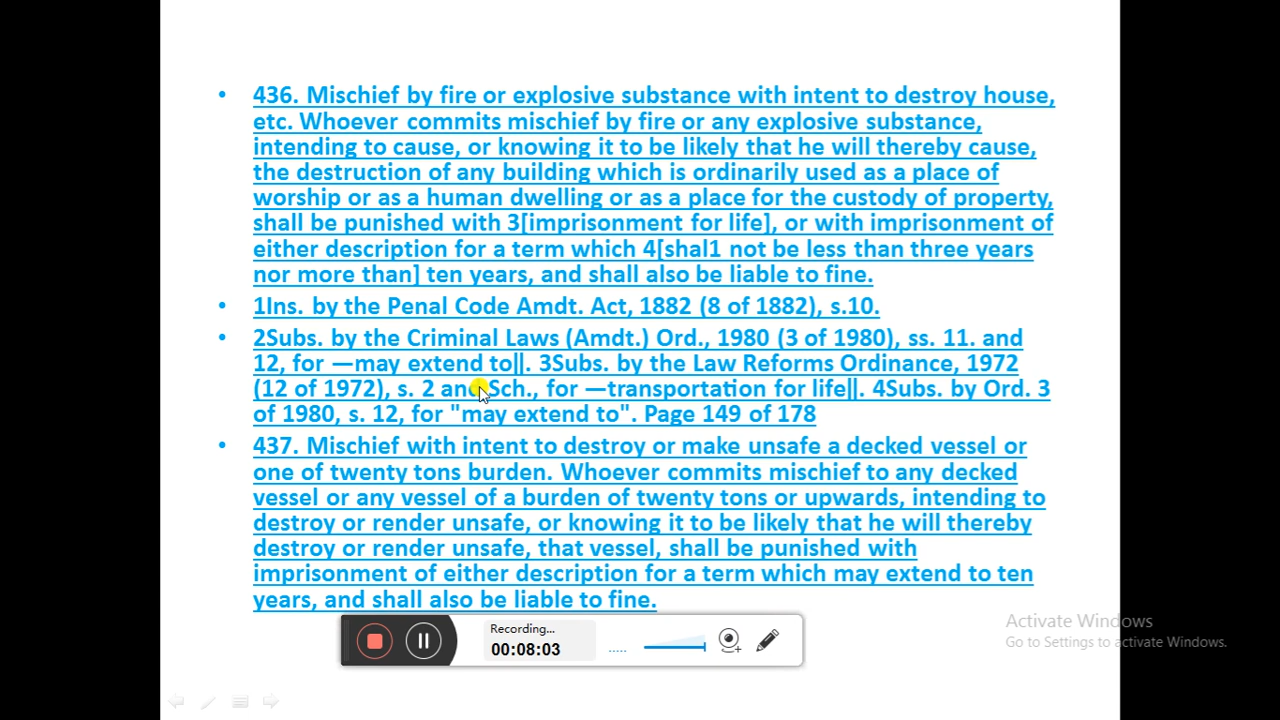 • 436. Mischief by fire or explosive substance with intent to destroy house,
etc. Whoever commits mischief by fire or any explosive substance,
intending to cause, or knowing it to be likely that he will thereby cause,
the destruction of any building which is ordinarily used as a place of
worship or as a human dwelling or as a place for the custody of property,
shall be punished with 3[imprisonment for life], or with imprisonment of
either description for a term which 4[shal1 not be less than three years
nor more than] ten years, and shall also be liable to fine.
• 1Ins. by the Penal Code Amdt. Act, 1882 (8 of 1882), s.10.
• 2Subs. by the Criminal Laws (Amdt.) Ord., 1980 (3 of 1980), ss. 11. and
12, for ―may extend to‖. 3Subs. by the Law Reforms Ordinance, 1972
(12 of 1972), s. 2 and Sch., for ―transportation for life‖. 4Subs. by Ord. 3
of 1980, s. 12, for "may extend to". Page 149 of 178
• 437. Mischief with intent to destroy or make unsafe a decked vessel or
one of twenty tons burden. Whoever commits mischief to any decked
vessel or any vessel of a burden of twenty tons or upwards, intending to
destroy or render unsafe, or knowing it to be likely that he will thereby
destroy or render unsafe, that vessel, shall be punished with
imprisonment of either description for a term which may extend to ten
years, and shall also be liable to fine.
Recording...
00:08:03
Activate Windows
Go to Settings to activate Windows.